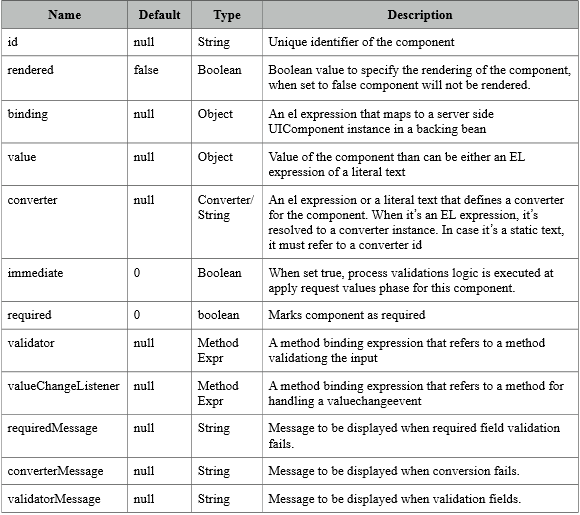 Name Default Type Description
id null String Unique identifier of the component
rendered false Boolean Boolean value to specify the rendering of the component,
when set to false component will not be rendered.
binding null Object An el expression that maps to a server side
UIComponent instance in a backing bean
value null Object Value of the component than can be either an EL
expression of a literal text
converter null Converter/ An el expression or a literal text that defines a converter
String for the component. When it's an EL expression, it's
resolved to a converter instance. In case it's a static text,
it must refer to a converter id
immediate 0 Boolean When set true, process validations logic is executed at
apply request values phase for this component.
required 0 boolean Marks component as required
validator null Method A method binding expression that refers to a method
Expr validationg the input
valueChangeListener null Method A method binding expression that refers to a method for
Expr handling a valuechangeevent
requiredMessage null String Message to be displayed when required field validation
fails.
converterMessage null String Message to be displayed when conversion fails.
validatorMessage null String Message to be displayed when validation fields.